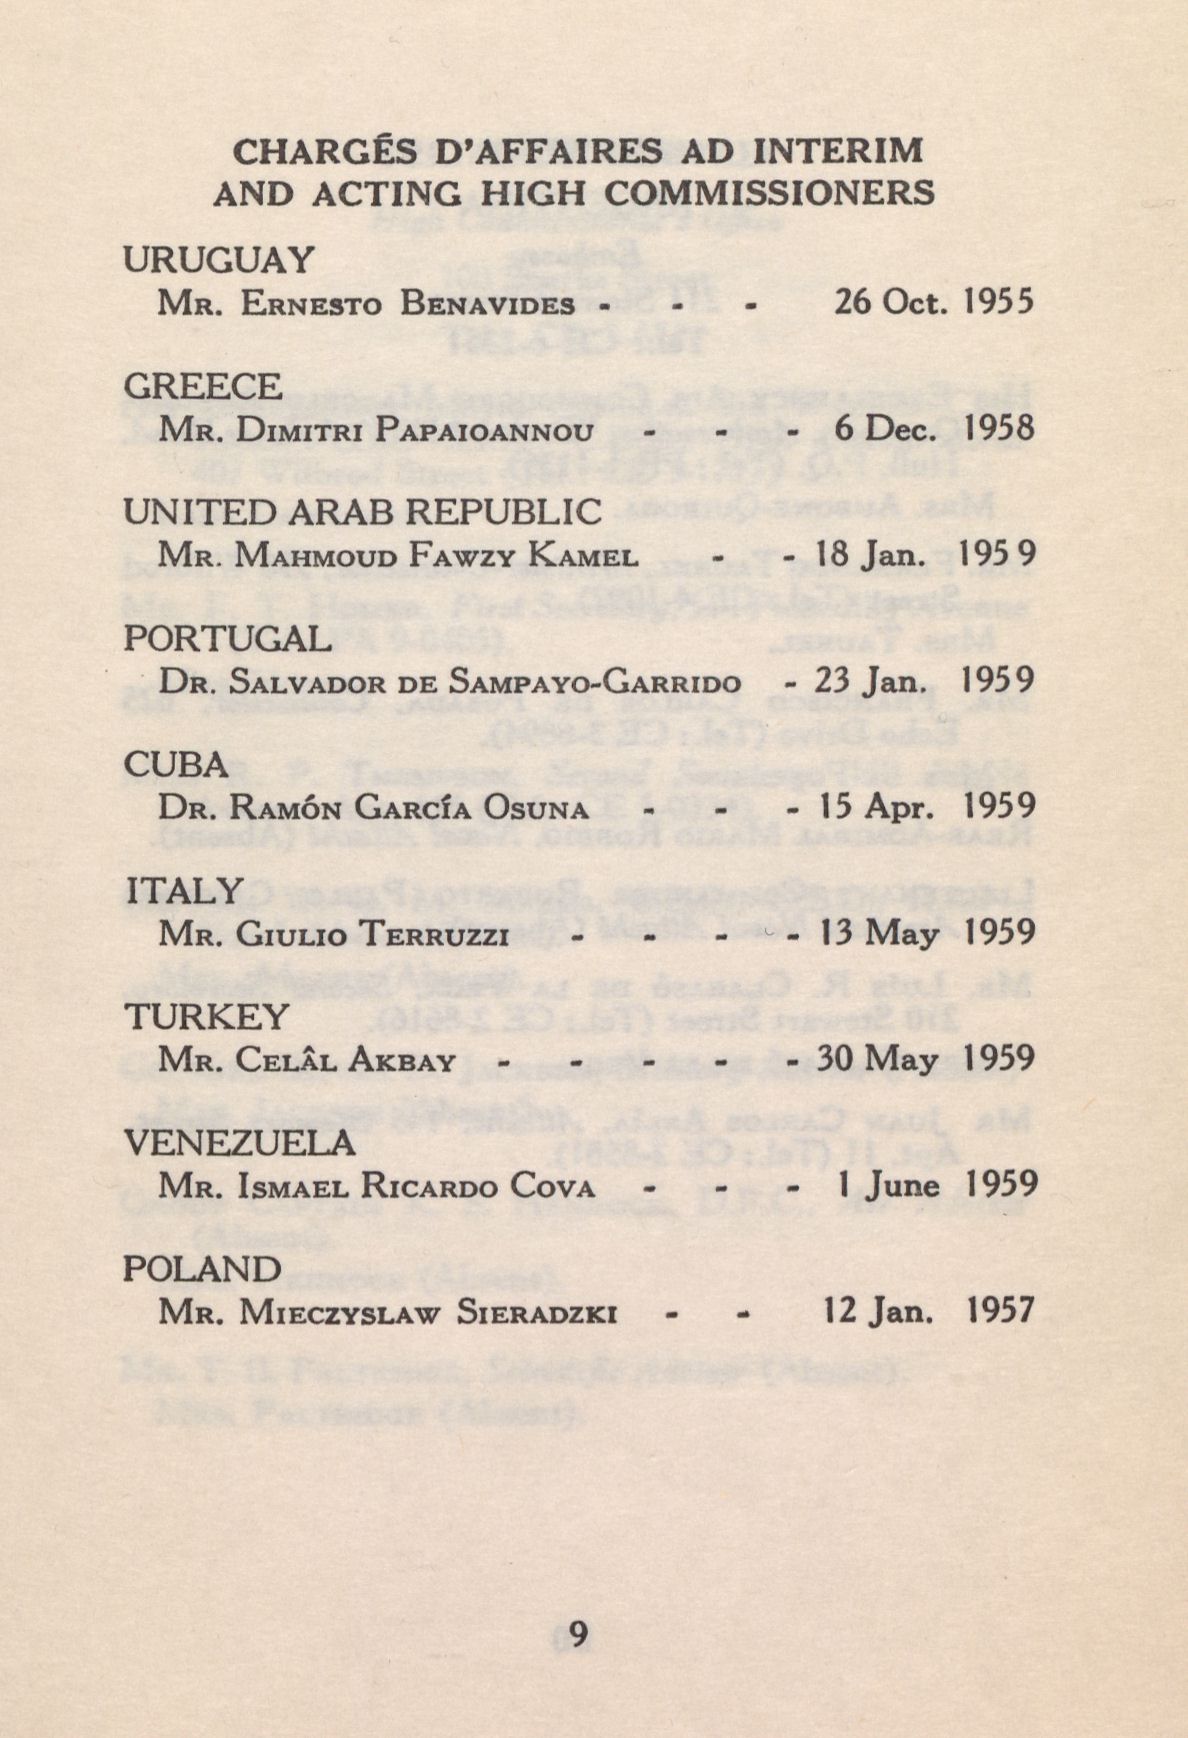 CHARGÉS D'AFFAIRES AD INTERIM
AND ACTING HIGH COMMISSIONERS
URUGUAY
MR. ERNESTO BENAVIDES - - - 26 Oct. 1955
GREECE
MR. DIMITRI PAPAIOANNOU - - - 6 Dec. 1958
UNITED ARAB REPUBLIC
MR. MAHMOUD FAWZY KAMEL - - 18 Jan. 1959
PORTUGAL
DR. SALVADOR DE SAMPAYO-GARRIDO - 23 Jan. 1959
CUBA
DR. RAMÓN GARCÍA OSUNA - - - 15 Apr. 1959
ITALY
MR. GIULIO TERRUZZI - - - - 13 May 1959
TURKEY
MR. CELÂL AKBAY - - - - - 30 May 1959
VENEZUELA
MR. ISMAEL RICARDO COVA - - - 1 June 1959
POLAND
MR. MIECZYSLAW SIERADZKI - - 12 Jan. 1957
9